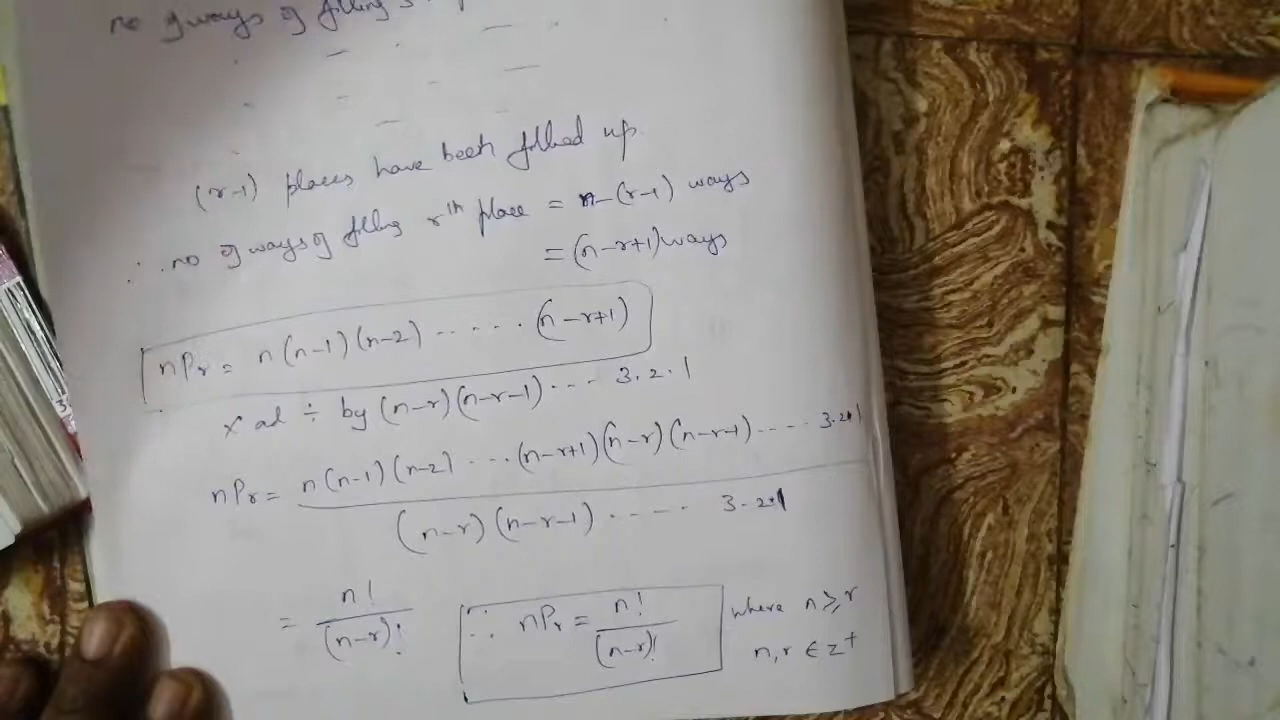 no of ways of filling
(r-1) places have been filled up
∴ no of ways of filling rth place = n-(r-1) ways
= (n-r+1) ways
nPr = n(n-1)(n-2) ...... (n-r+1)
x ad ÷ by (n-r)(n-r-1) .... 3.2.1
nPr = n(n-1)(n-2) ....(n-r+1)(n-r)(n-r-1) .... 3.2.1
(n-r)(n-r-1) ..... 3.2.1
= n!/(n-r)! ∴ nPr = n!/(n-r)! where n≥r
n,r ∈ z+